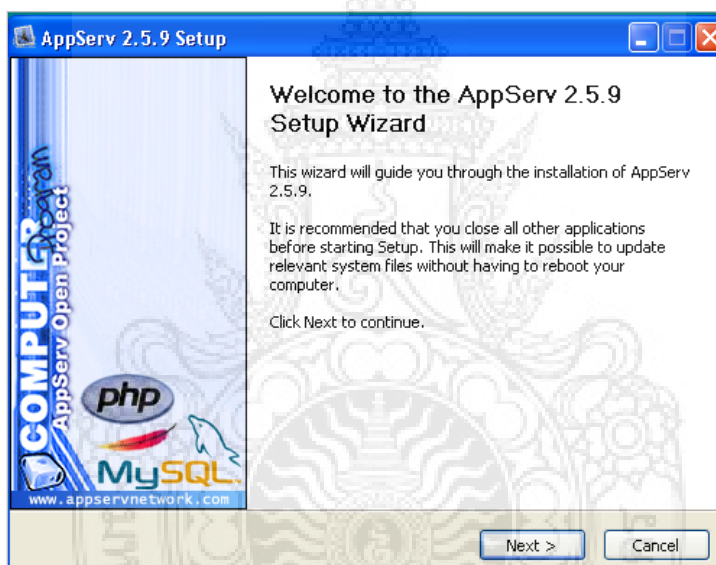 AppServ 2.5.9 Setup
Welcome to the AppServ 2.5.9
Setup Wizard
This wizard will guide you through the installation of AppServ
2.5.9.
It is recommended that you close all other applications
before starting Setup. This will make it possible to update
relevant system files without having to reboot your
computer.
Click Next to continue.
COMPUTER
Program
AppServ Open Project
php
MySQL
www.appservnetwork.com
Next >
Cancel